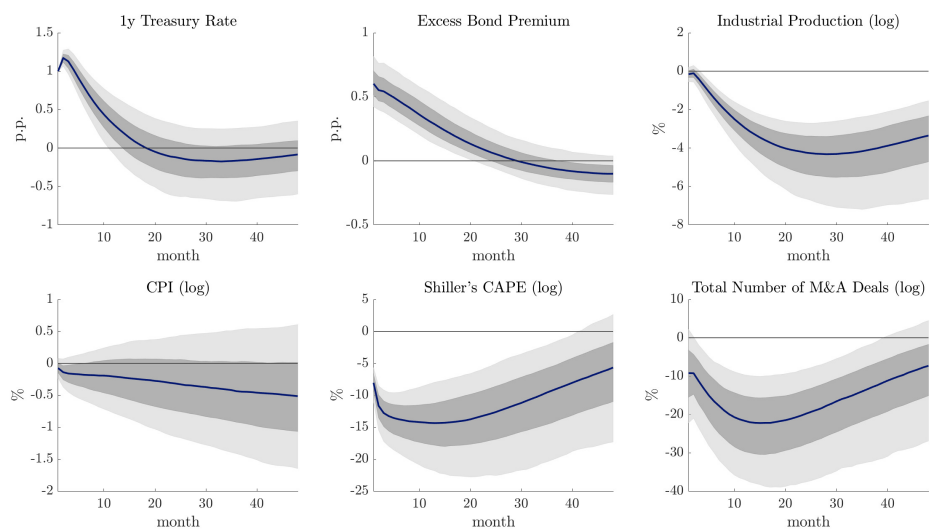 1y Treasury Rate
1.5
1
0.5
0
-0.5
-1
p.p.
10 20 30 40
month
Excess Bond Premium
1
0.5
0
-0.5
p.p.
10 20 30 40
month
Industrial Production (log)
2
0
-2
-4
-6
-8
%
10 20 30 40
month
CPI (log)
1
0.5
0
-0.5
-1
-1.5
-2
%
10 20 30 40
month
Shiller's CAPE (log)
5
0
-5
-10
-15
-20
-25
%
10 20 30 40
month
Total Number of M&A Deals (log)
10
0
-10
-20
-30
-40
%
10 20 30 40
month